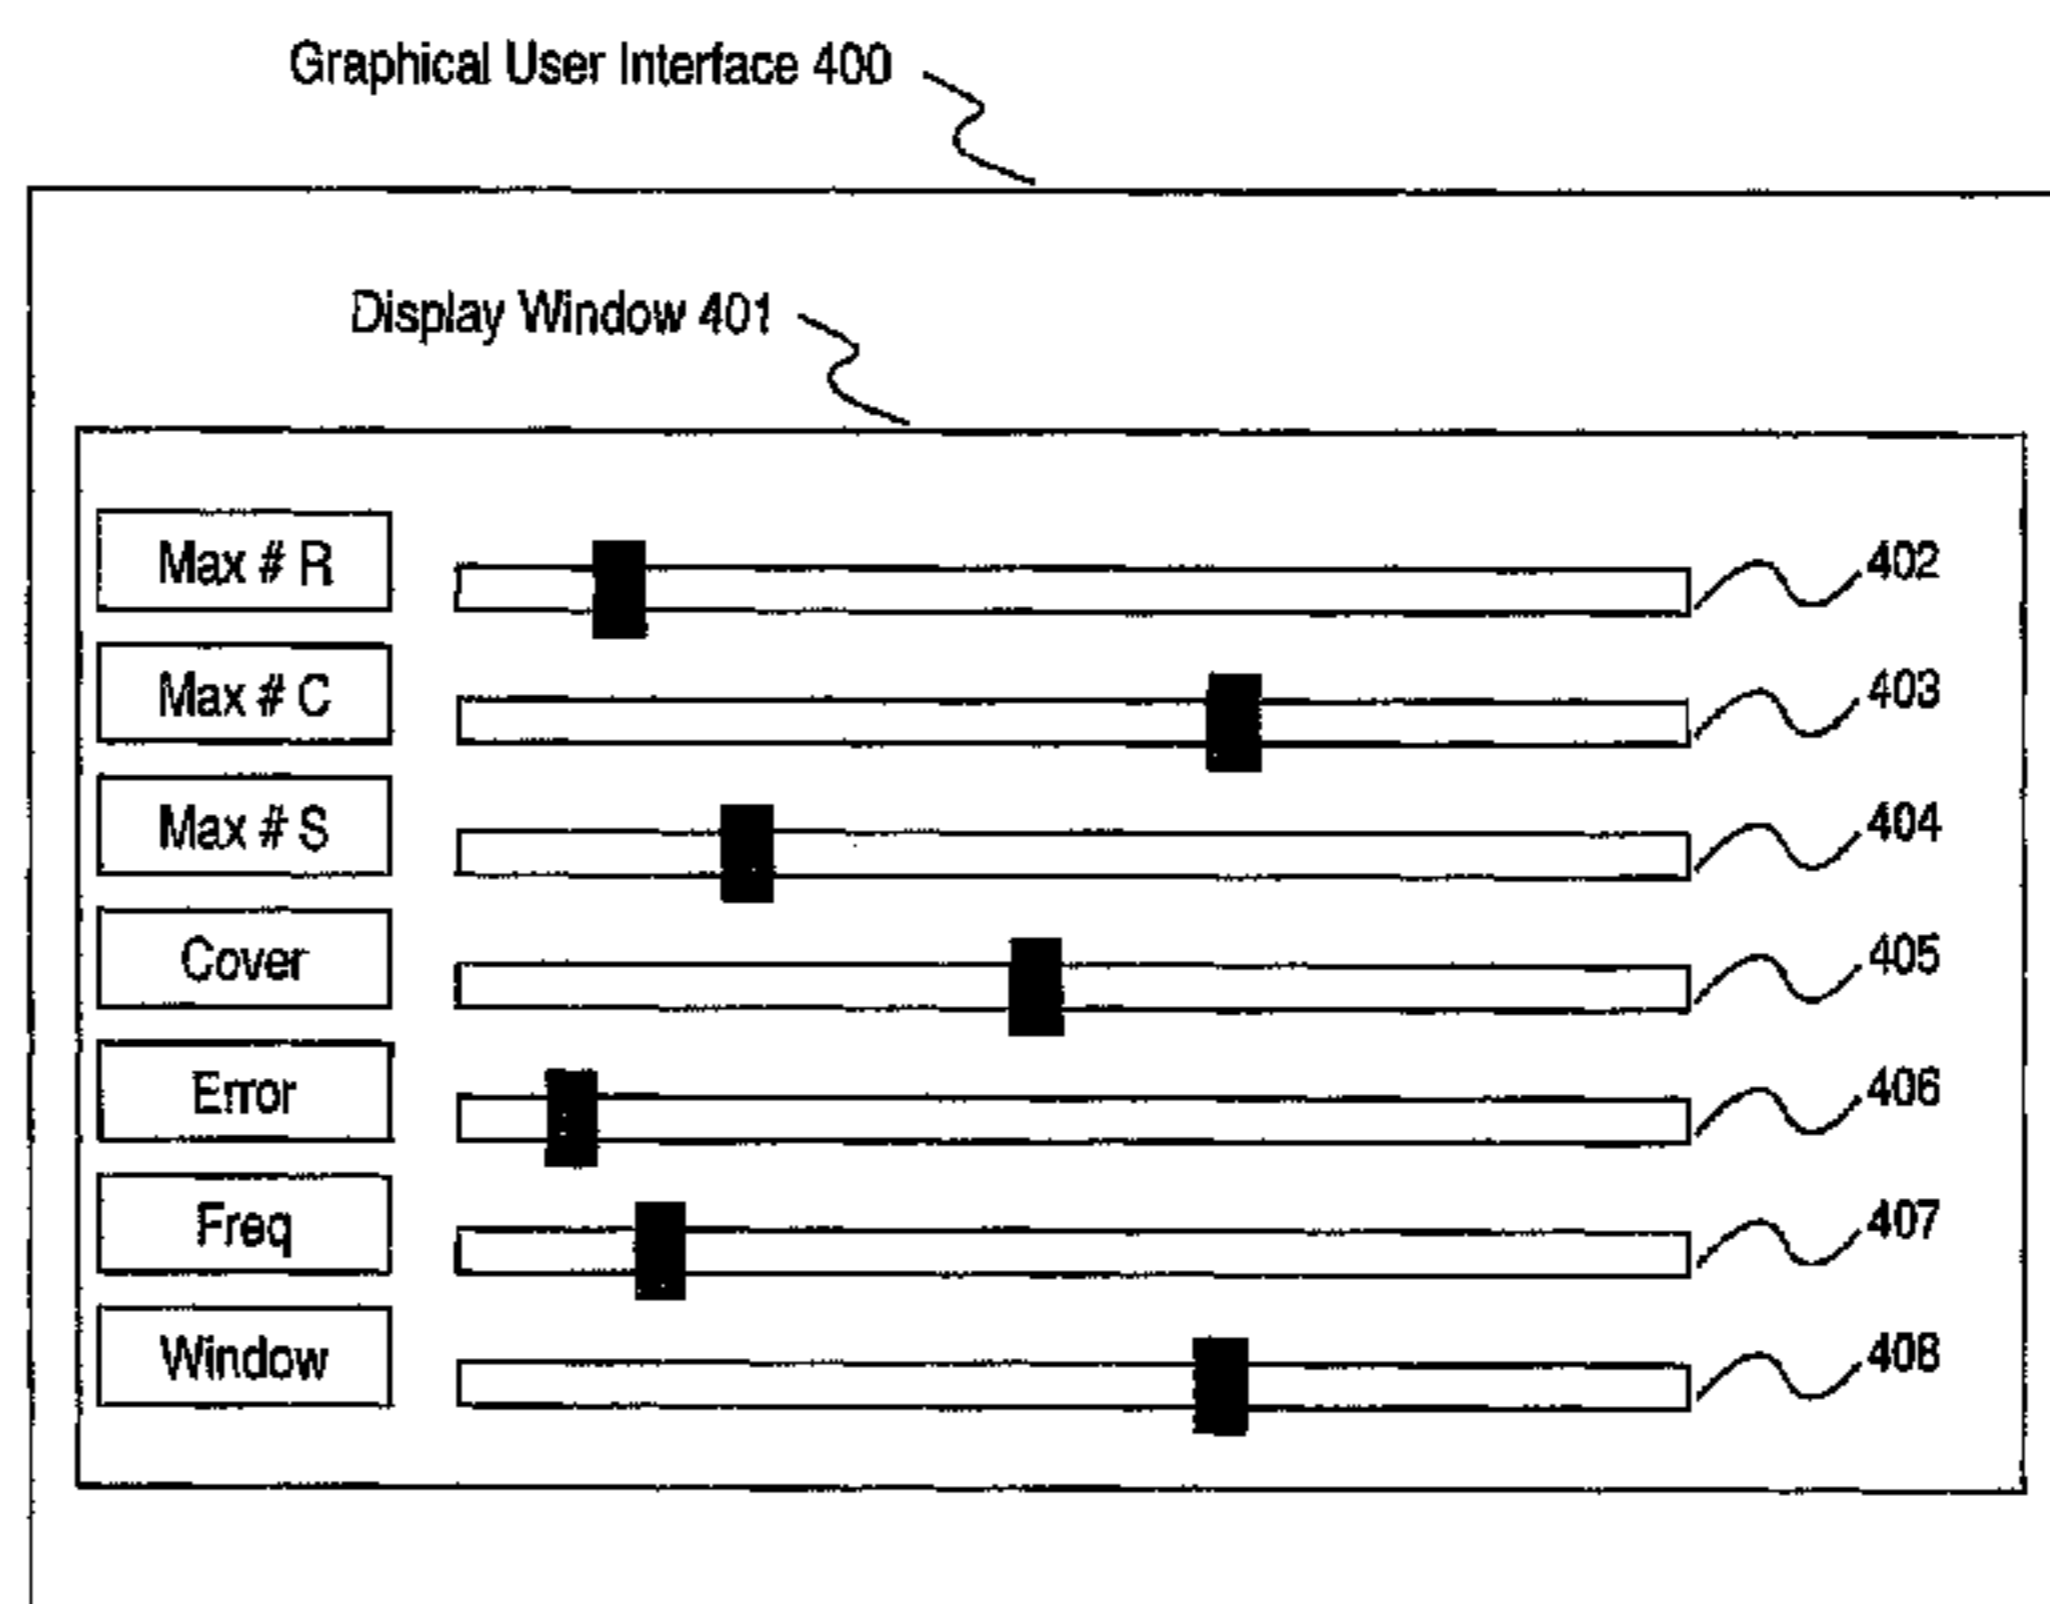 Graphical User Interface 400
Display Window 401
Max # R 402
Max # C 403
Max # S 404
Cover 405
Error 406
Freq 407
Window 408